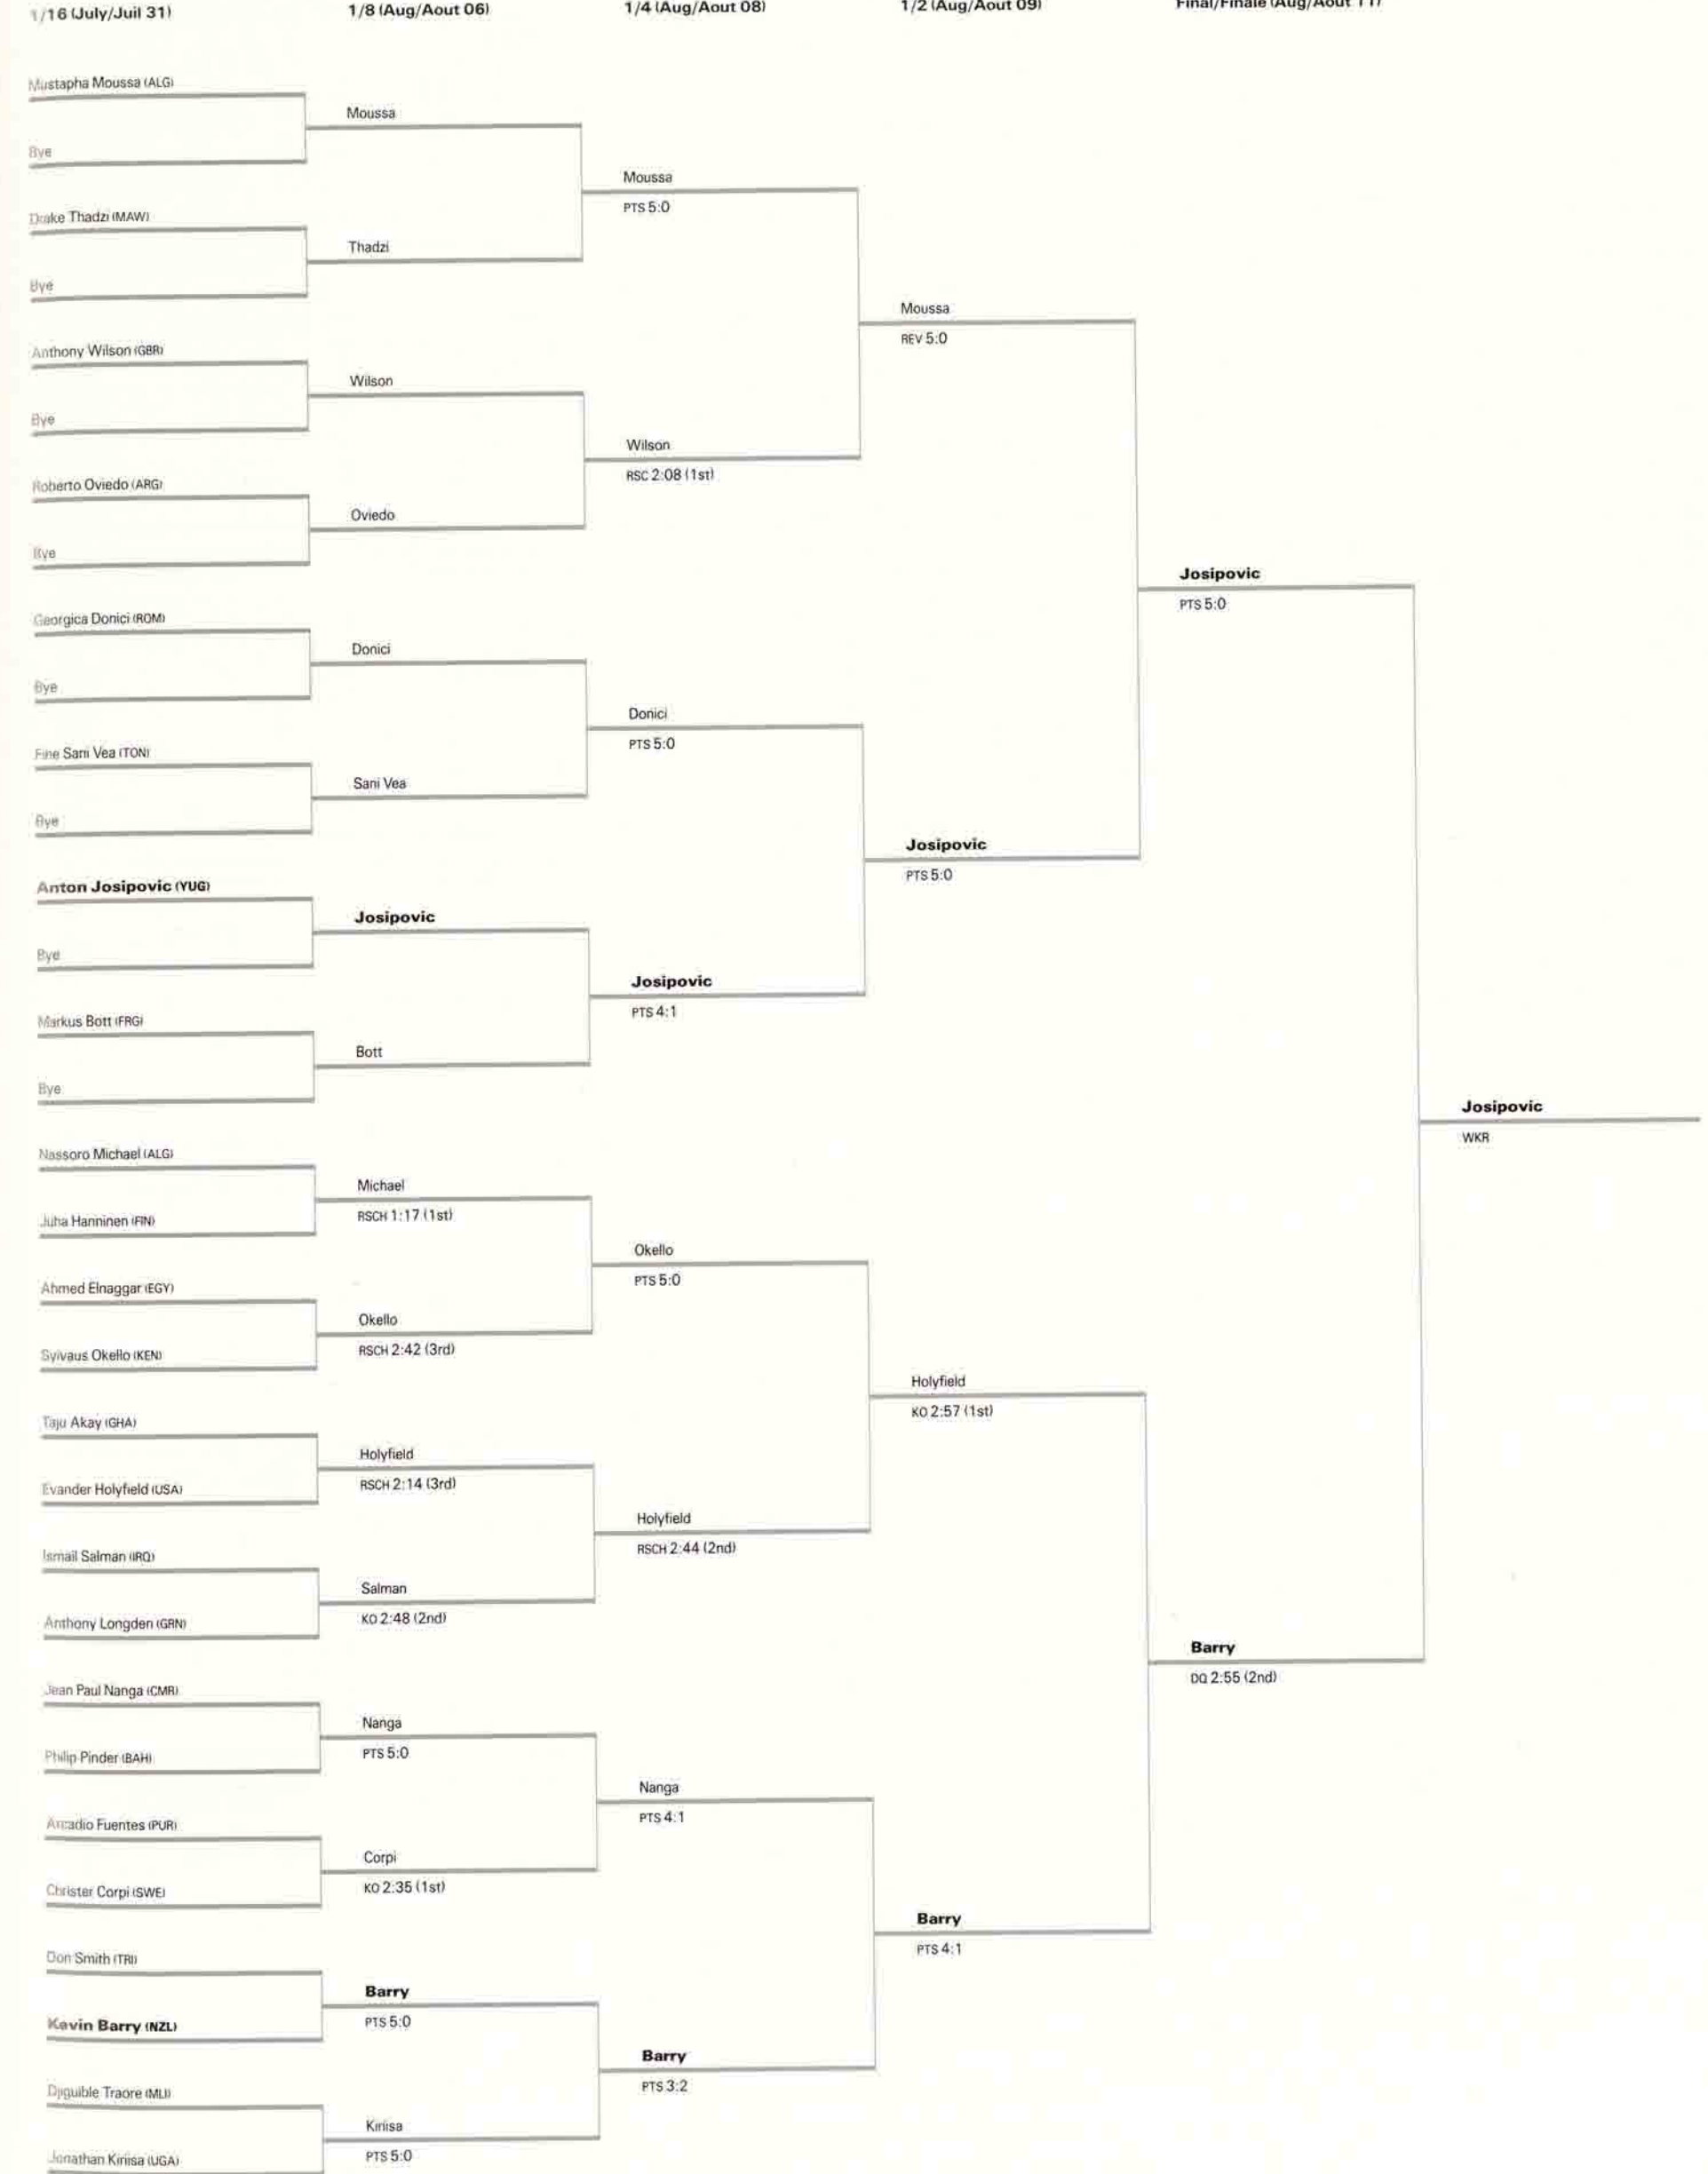 1/16 (July/Juil 31)
1/8 (Aug/Aout 06)
1/4 (Aug/Aout 08)
1/2 (Aug/Aout 09)
Final/Finale (Aug/Aout 11)
Mustapha Moussa (ALG)
Bye
Drake Thadzi (MAW)
Bye
Anthony Wilson (GBR)
Bye
Roberto Oviedo (ARG)
Bye
Georgica Donici (ROM)
Bye
Fine Sani Vea (TON)
Bye
Anton Josipovic (YUG)
Bye
Markus Bott (FRG)
Bye
Nassoro Michael (ALG)
Juha Hanninen (FIN)
Ahmed Elnaggar (EGY)
Sylvaus Okello (KEN)
Taju Akay (GHA)
Evander Holyfield (USA)
Ismail Salman (IRQ)
Anthony Longden (GRN)
Jean Paul Nanga (CMR)
Philip Pinder (BAH)
Arcadio Fuentes (PUR)
Christer Corpi (SWE)
Don Smith (TRI)
Kevin Barry (NZL)
Djiguible Traore (MLI)
Jonathan Kiriisa (UGA)
Moussa
Thadzi
Wilson
Oviedo
Donici
Sani Vea
Josipovic
Bott
Michael
RSCH 1:17 (1st)
Okello
RSCH 2:42 (3rd)
Holyfield
RSCH 2:14 (3rd)
Salman
KO 2:48 (2nd)
Nanga
PTS 5:0
Corpi
KO 2:35 (1st)
Barry
PTS 5:0
Kiriisa
PTS 5:0
Moussa
PTS 5:0
Wilson
RSC 2:08 (1st)
Donici
PTS 5:0
Josipovic
PTS 4:1
Okello
PTS 5:0
Holyfield
RSCH 2:44 (2nd)
Nanga
PTS 4:1
Barry
PTS 3:2
Moussa
REV 5:0
Josipovic
PTS 5:0
Holyfield
KO 2:57 (1st)
Barry
PTS 4:1
Josipovic
PTS 5:0
Barry
DQ 2:55 (2nd)
Josipovic
WKR